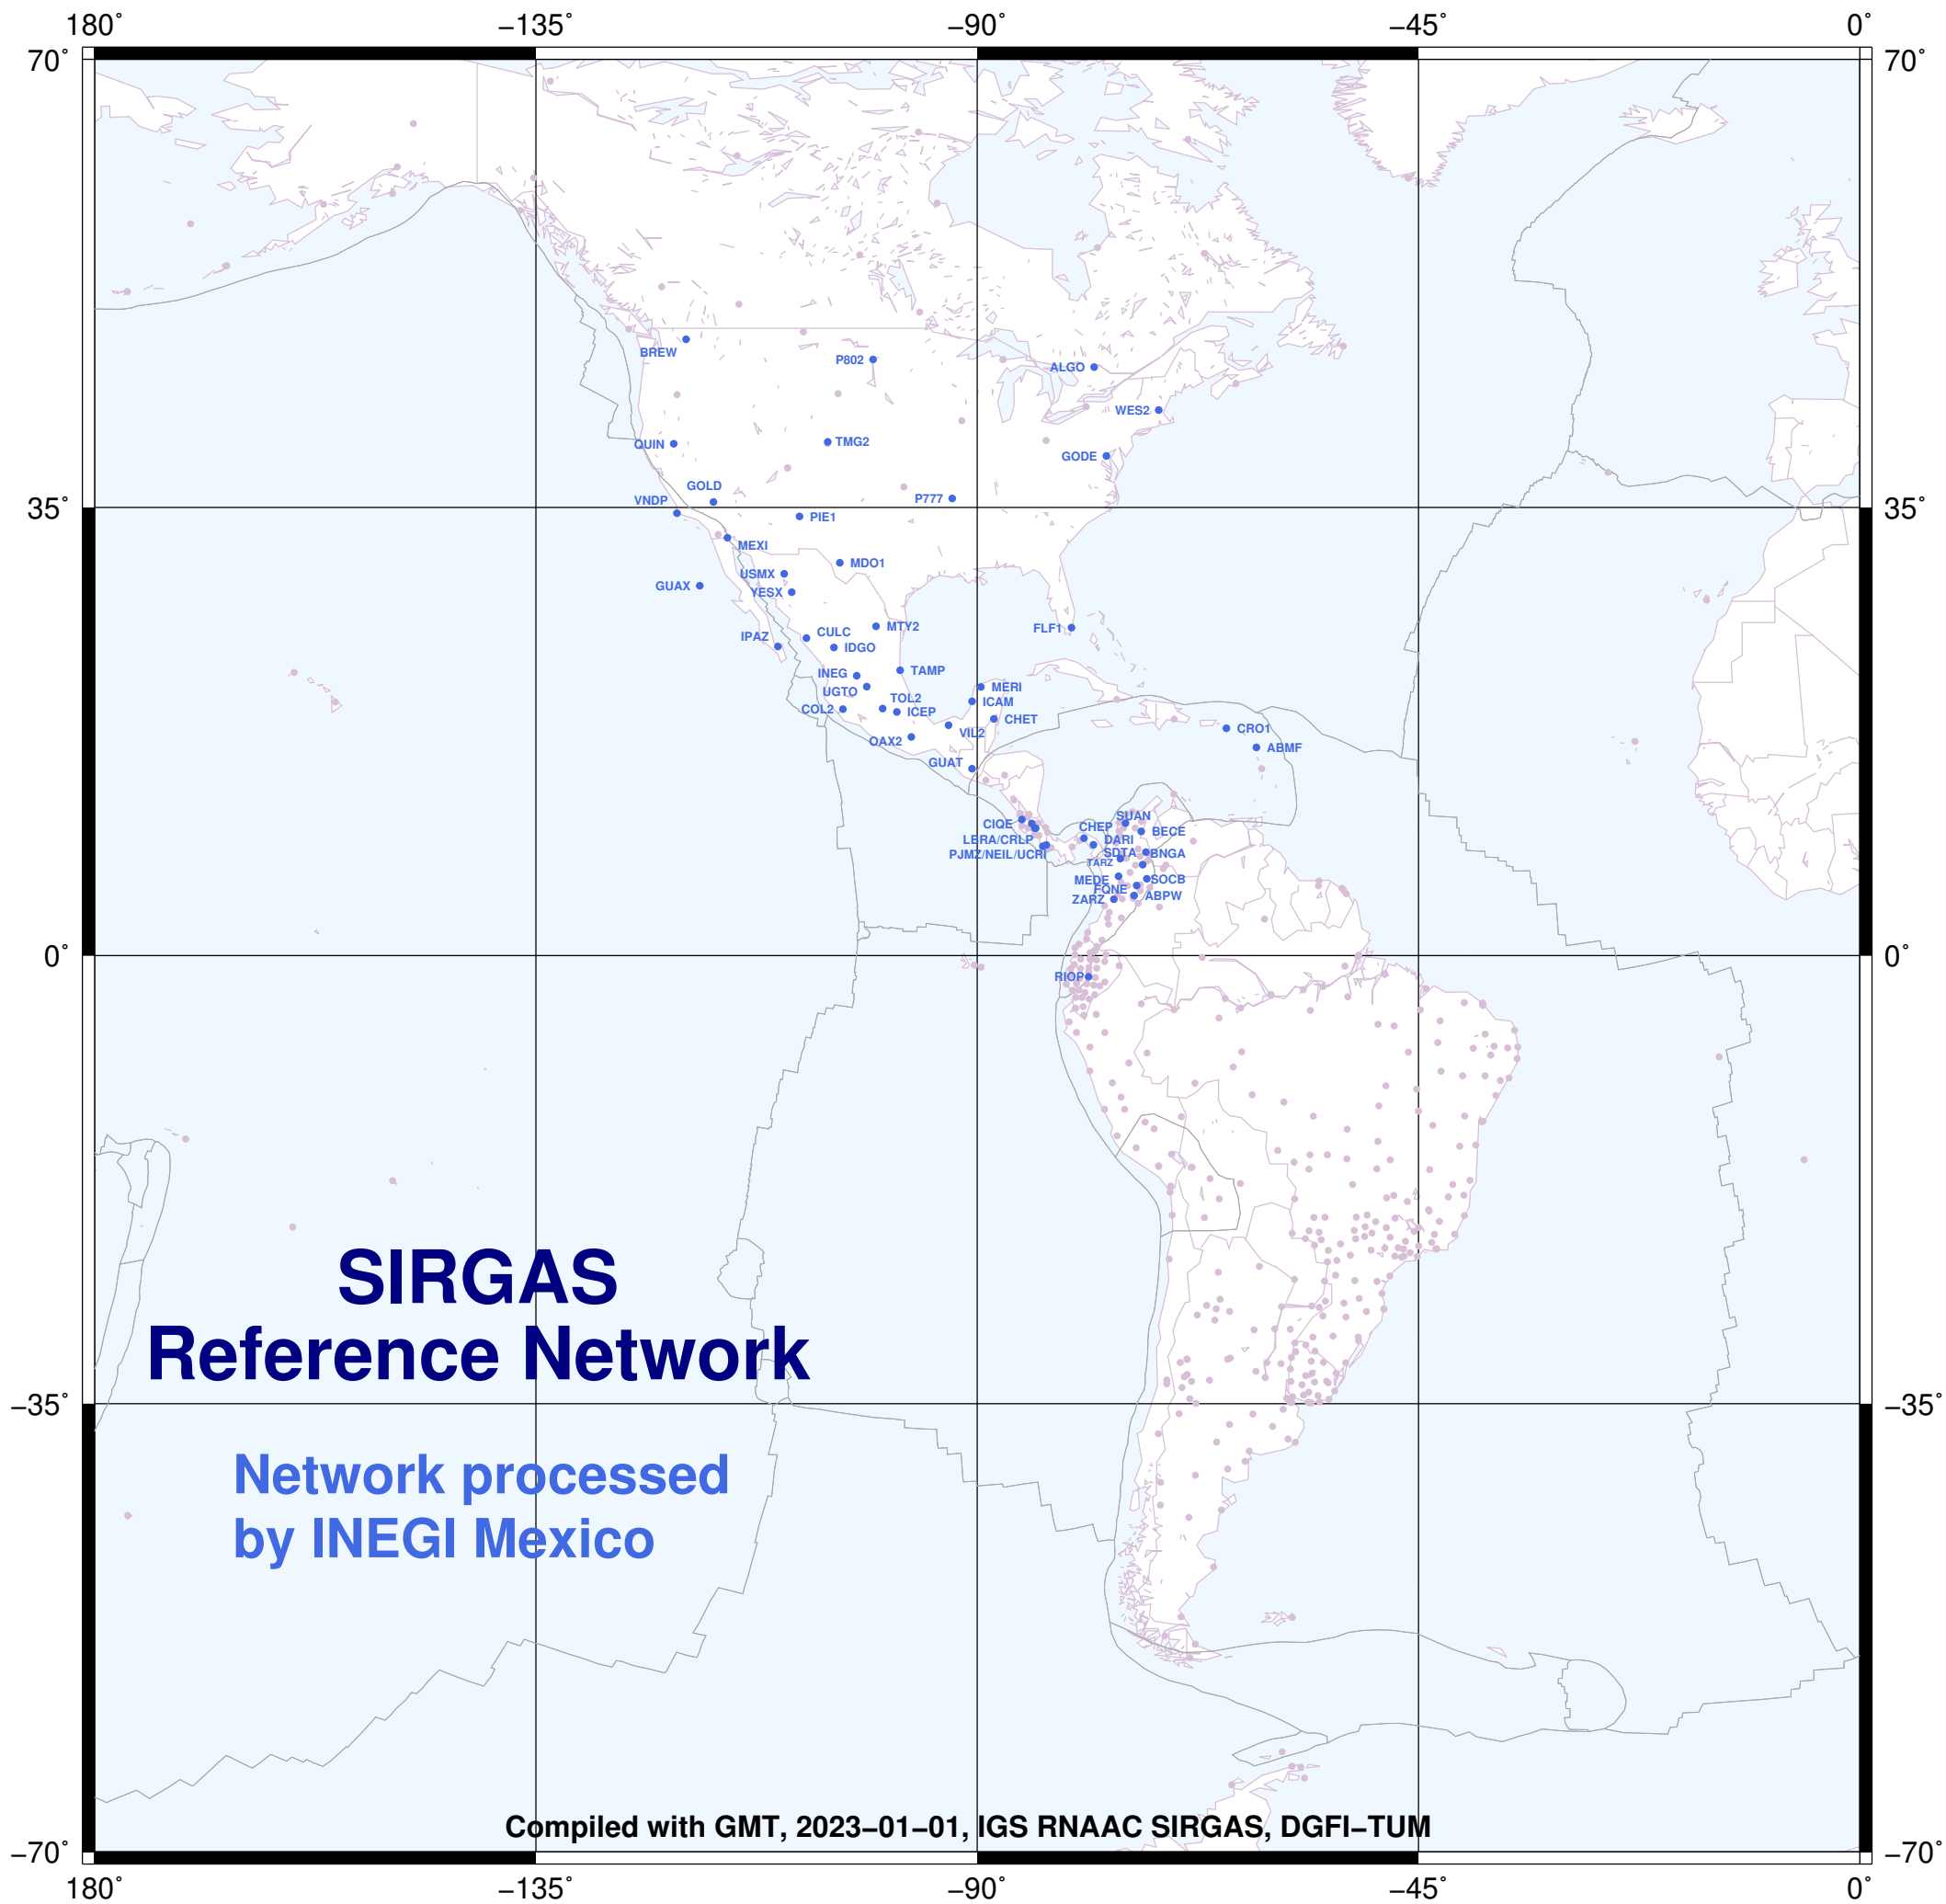 180° −135° −90° −45° 0°
70° 70°
BREW
P802
ALGO
WES2
QUIN
TMG2
GODE
GOLD
VNDP
P777
35° 35°
PIE1
MEXI
MDO1
USMX
GUAX
YESX
MTY2
FLF1
CULC
IPAZ
IDGO
TAMP
INEG
UGTO
MERI
TOL2
ICAM
COL2
ICEP
CHET
CRO1
VIL2
OAX2
ABMF
GUAT
SUAN
CIQE
CHEP
BECE
LBRA/CRLP
DARI
PJMZ/NEIL/UCRI
SDTA
BNGA
TARZ
MEDE
SOCB
FQNE
ABPW
ZARZ
0° 0°
RIOP
SIRGAS
Reference Network
−35° −35°
Network processed
by INEGI Mexico
Compiled with GMT, 2023−01−01, IGS RNAAC SIRGAS, DGFI−TUM
−70° −70°
180° −135° −90° −45° 0°